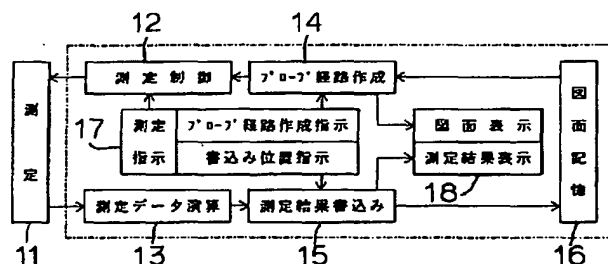 12
14
測定制御
プローブ経路作成
測定
17
測定指示
プローブ経路作成指示
書込み位置指示
図面表示
測定結果表示
18
図面記憶
測定データ演算
測定結果書込み
11
13
15
16